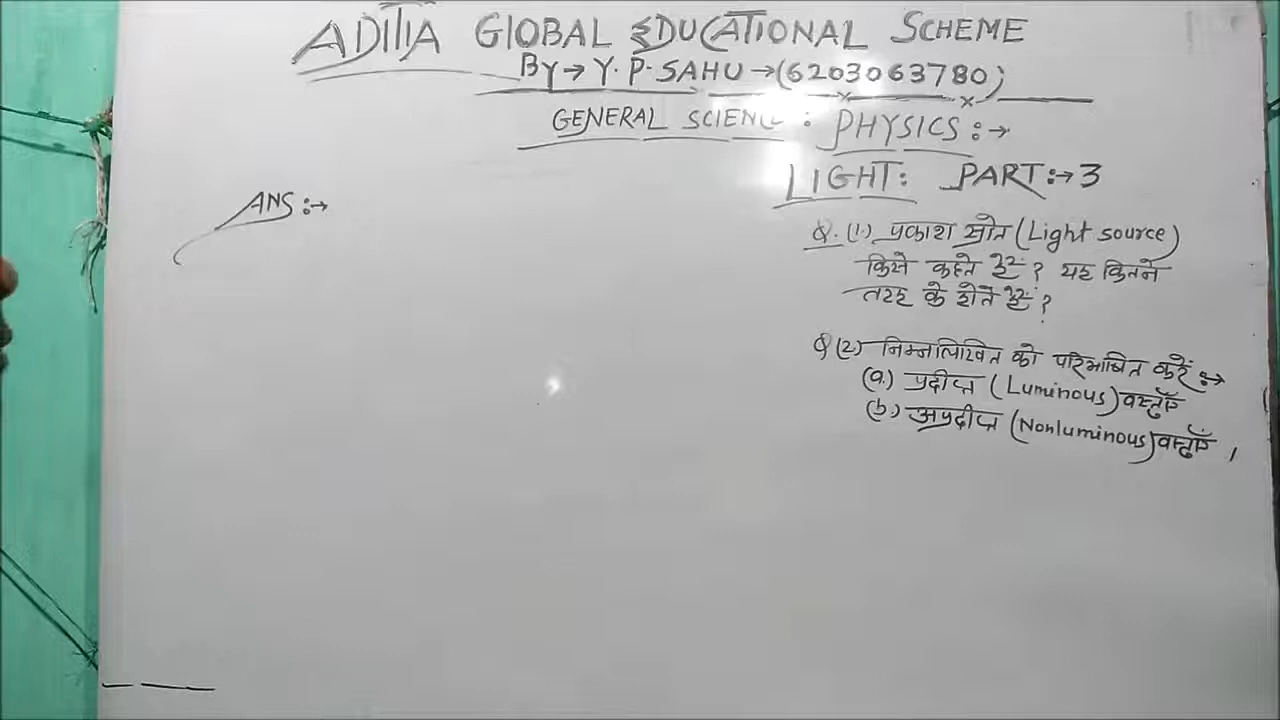 ADITIA GLOBAL EDUCATIONAL SCHEME
BY → Y. P. SAHU → (6203063780)
GENERAL SCIENCE : PHYSICS :→
LIGHT: PART :→ 3
ANS :→
Q. (1.) प्रकाश स्रोत (Light source)
किसे कहते हैं ? यह कितने
तरह के होते हैं ?
Q (2) निम्नलिखित को परिभाषित करें :→
(a.) प्रदीप्त (Luminous) वस्तुएँ
(b.) अप्रदीप्त (Nonluminous) वस्तुएँ ,